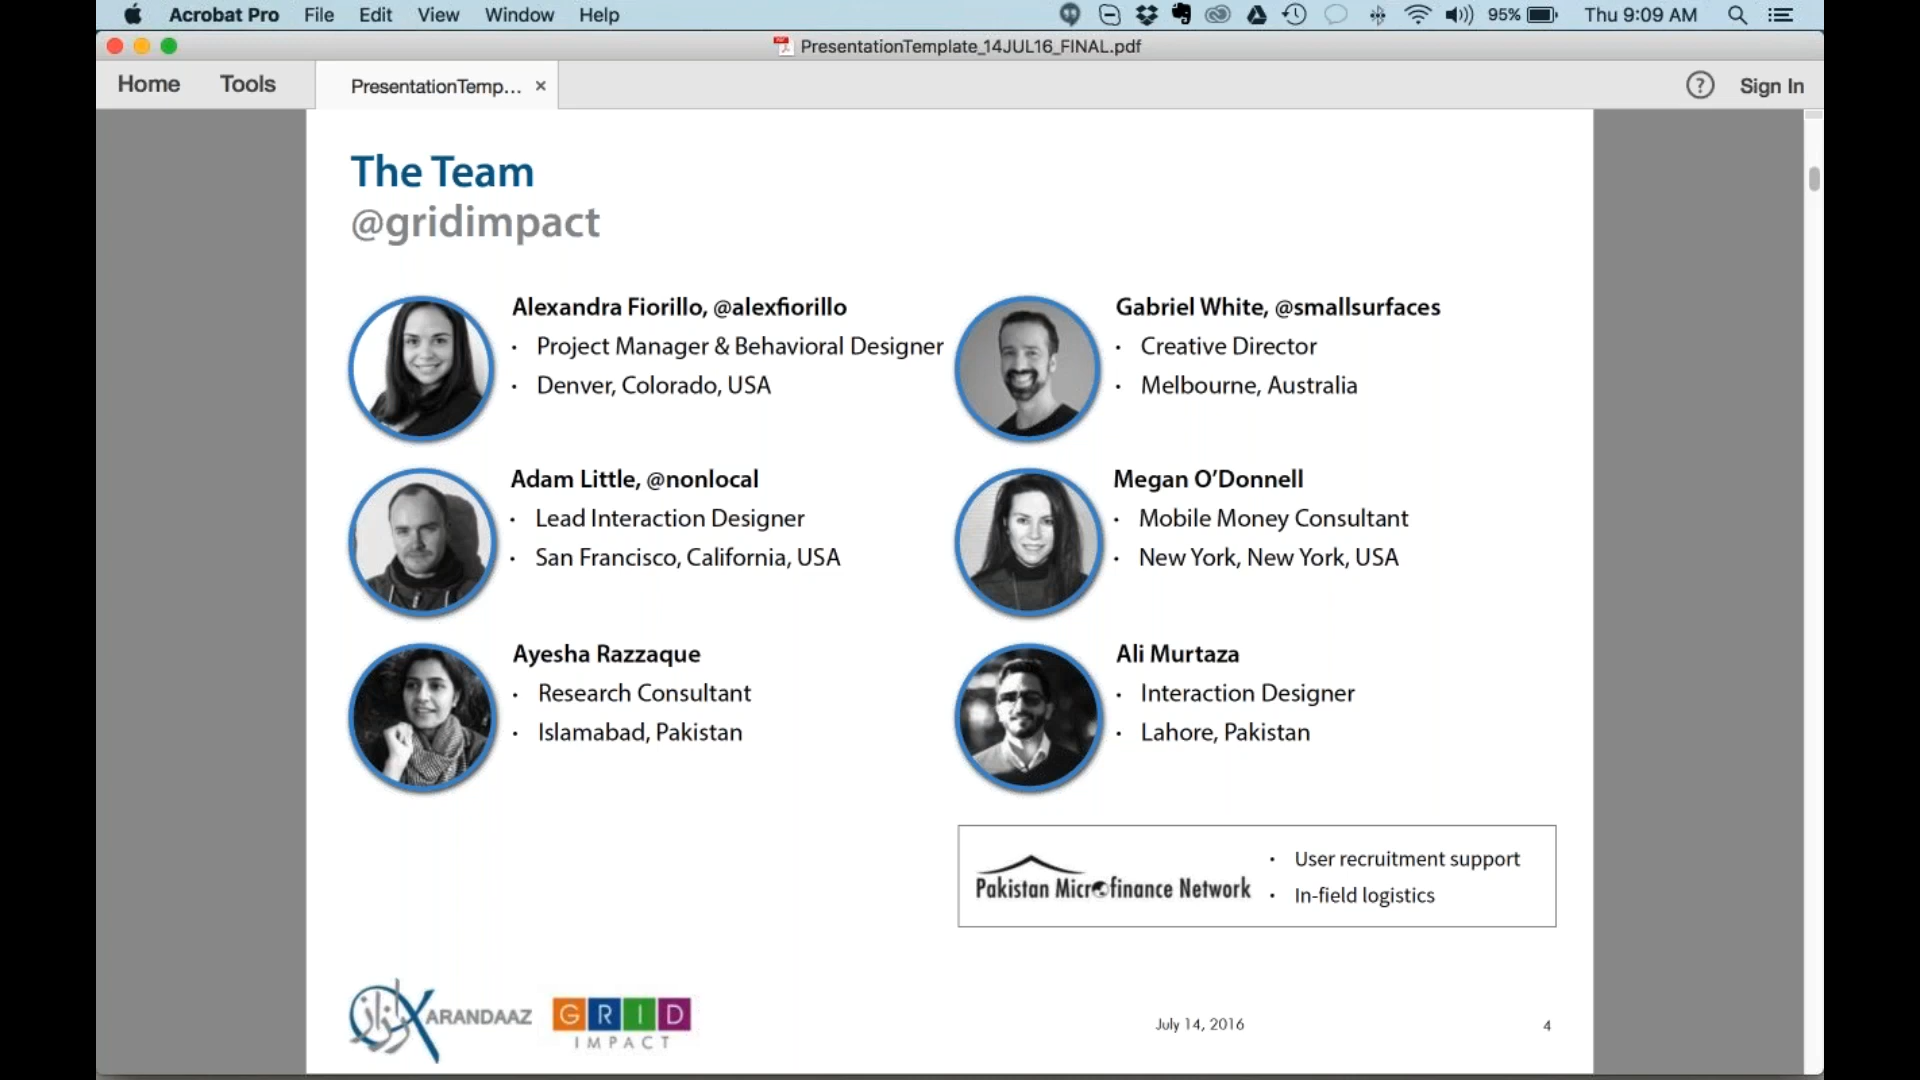 Acrobat Pro File Edit View Window Help 95% Thu 9:09 AM
PresentationTemplate_14JUL16_FINAL.pdf
Home Tools PresentationTemp... × ? Sign In
The Team
@gridimpact
Alexandra Fiorillo, @alexfiorillo
· Project Manager & Behavioral Designer
· Denver, Colorado, USA
Gabriel White, @smallsurfaces
· Creative Director
· Melbourne, Australia
Adam Little, @nonlocal
· Lead Interaction Designer
· San Francisco, California, USA
Megan O’Donnell
· Mobile Money Consultant
· New York, New York, USA
Ayesha Razzaque
· Research Consultant
· Islamabad, Pakistan
Ali Murtaza
· Interaction Designer
· Lahore, Pakistan
Pakistan Microfinance Network
· User recruitment support
· In-field logistics
KARANDAAZ
GRID
IMPACT
July 14, 2016
4